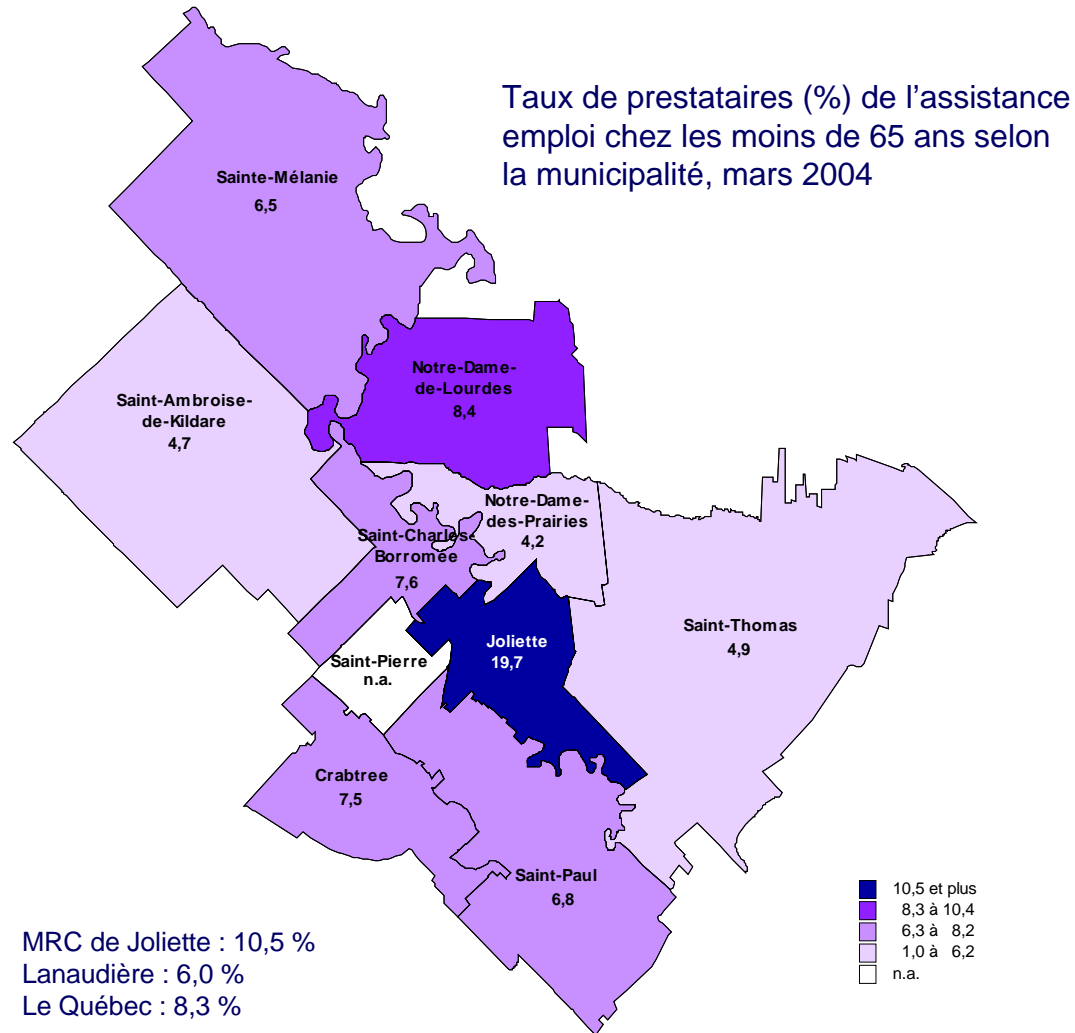 Taux de prestataires (%) de l’assistance
emploi chez les moins de 65 ans selon
la municipalité, mars 2004
Sainte-Mélanie
6,5
Notre-Dame-
de-Lourdes
8,4
Saint-Ambroise-
de-Kildare
4,7
Notre-Dame-
des-Prairies
4,2
Saint-Charles-
Borromée
7,6
Saint-Thomas
4,9
Joliette
19,7
Saint-Pierre
n.a.
Crabtree
7,5
Saint-Paul
6,8
10,5 et plus
8,3 à 10,4
6,3 à 8,2
1,0 à 6,2
n.a.
MRC de Joliette : 10,5 %
Lanaudière : 6,0 %
Le Québec : 8,3 %